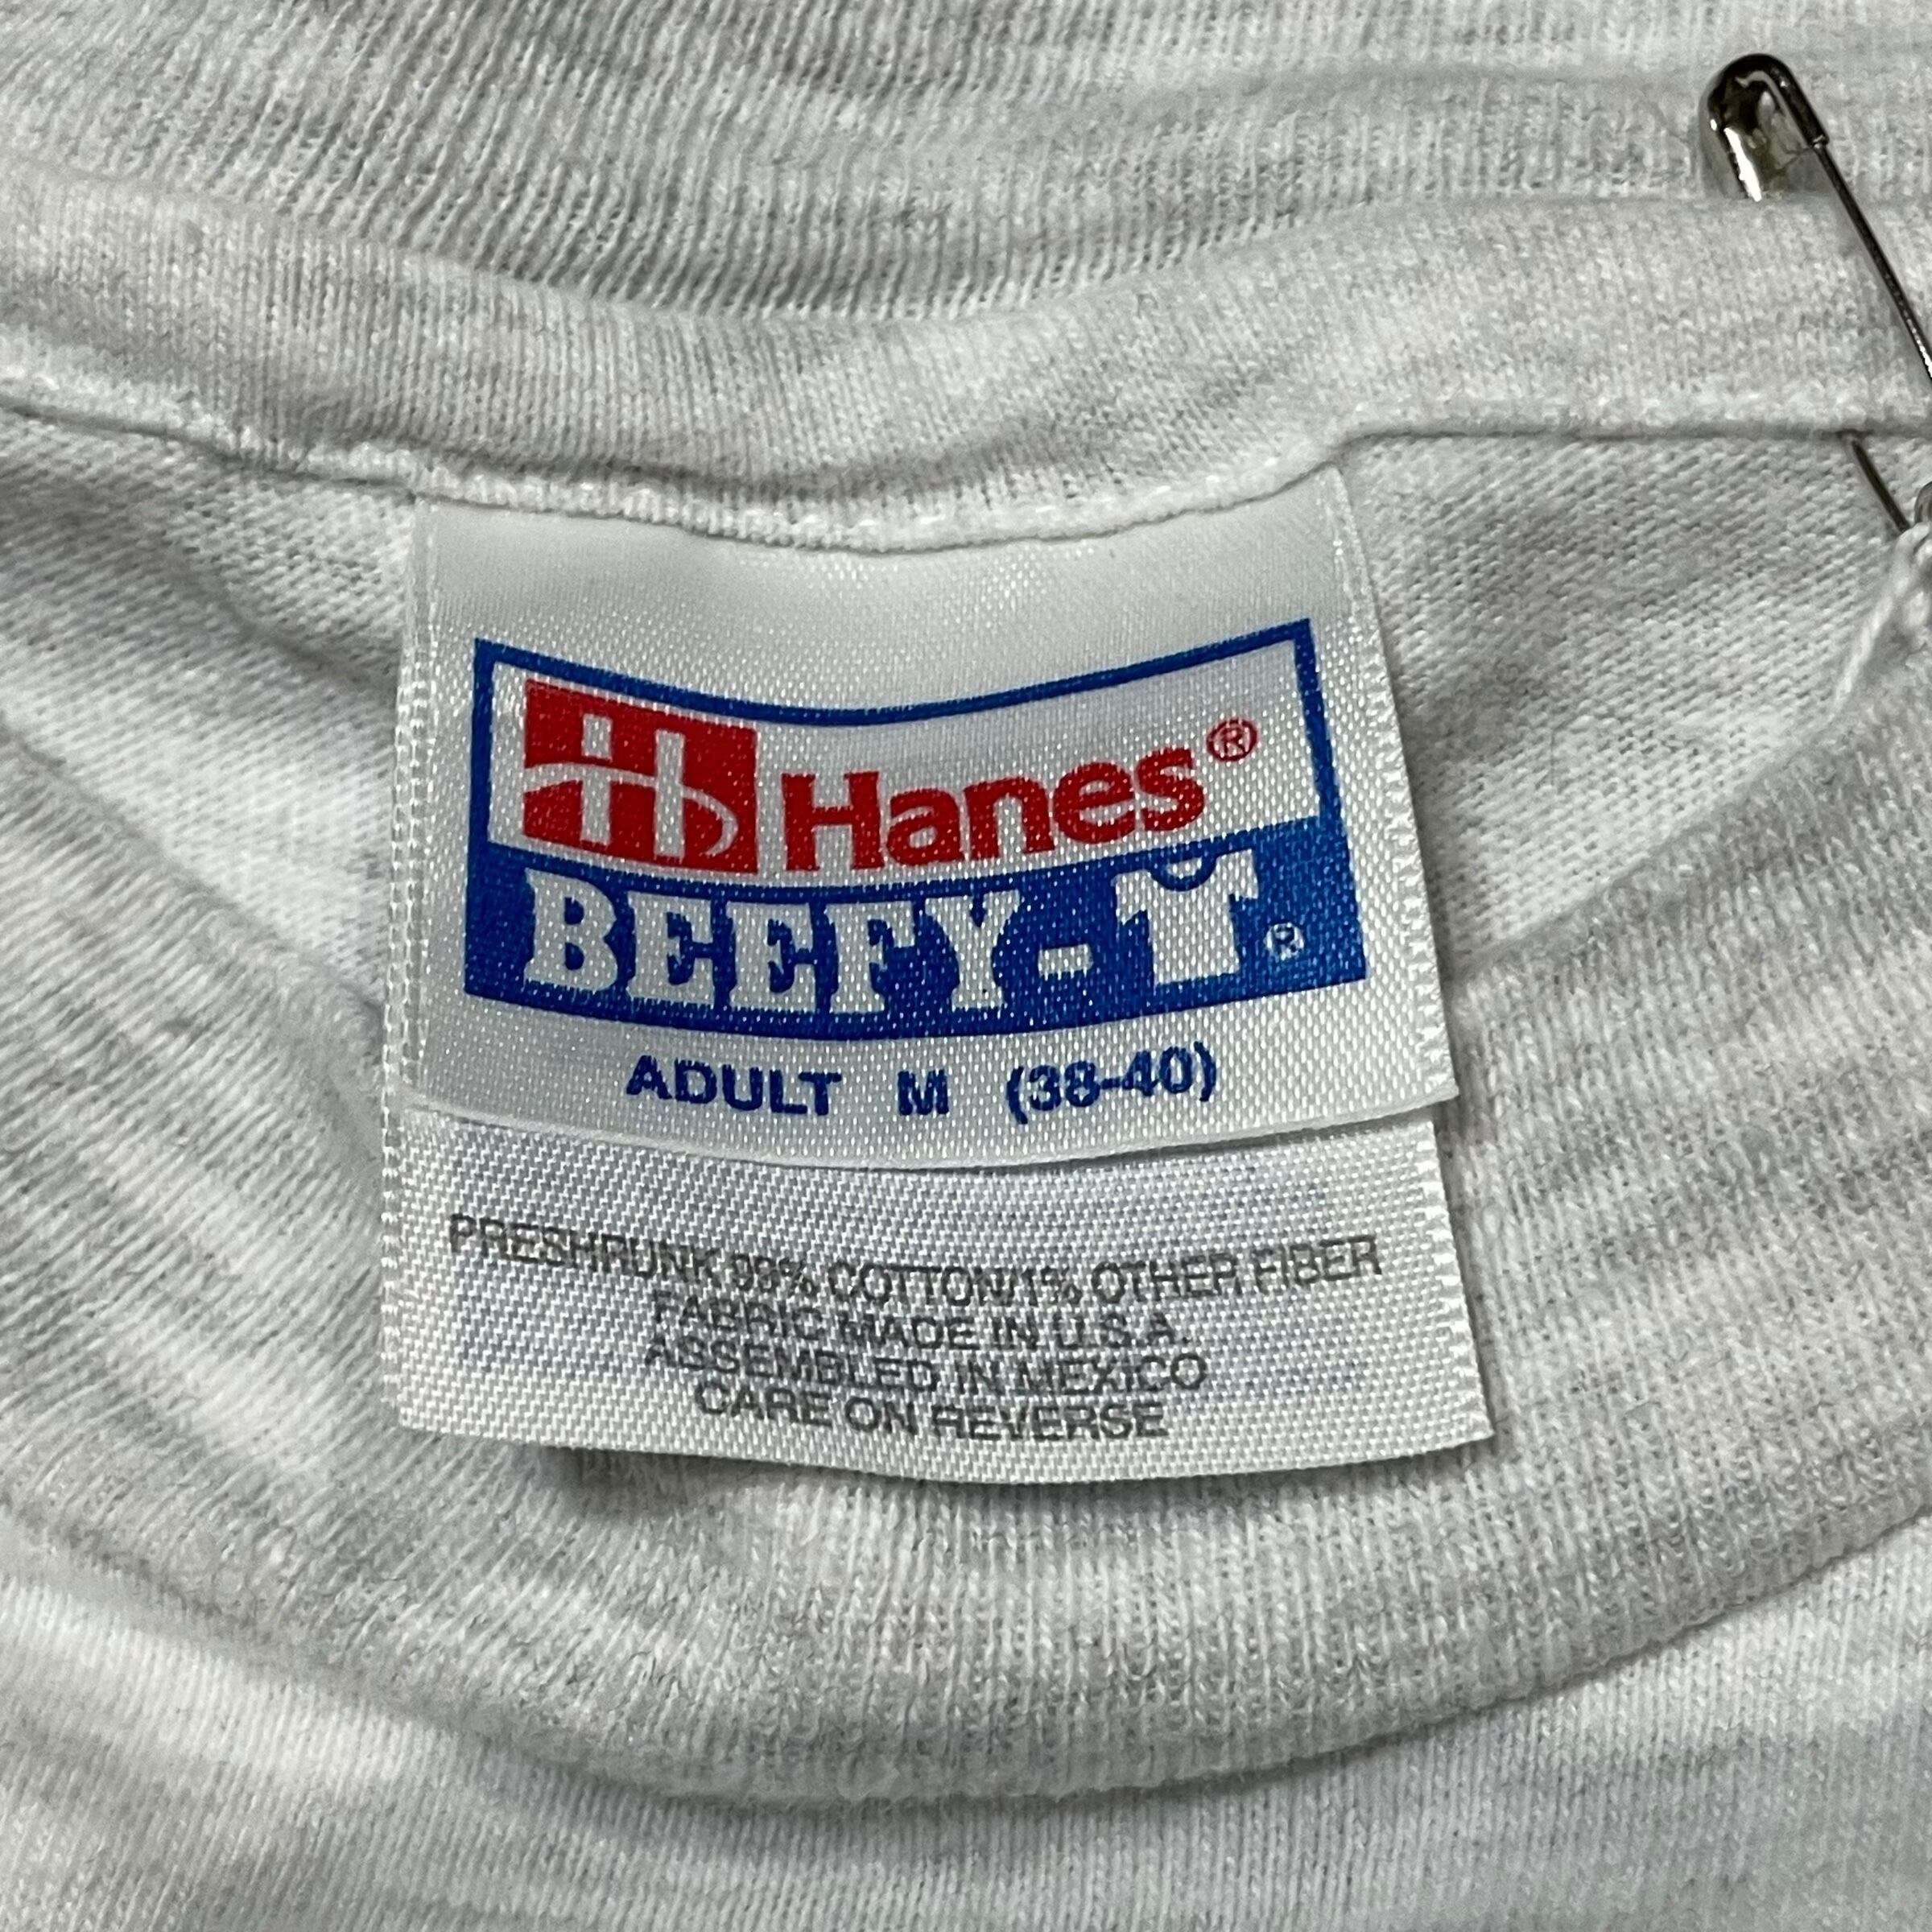 Hanes®
BEEFY-T®
ADULT M (38-40)
PRESHRUNK 99% COTTON/1% OTHER FIBER
FABRIC MADE IN U.S.A.
ASSEMBLED IN MEXICO
CARE ON REVERSE